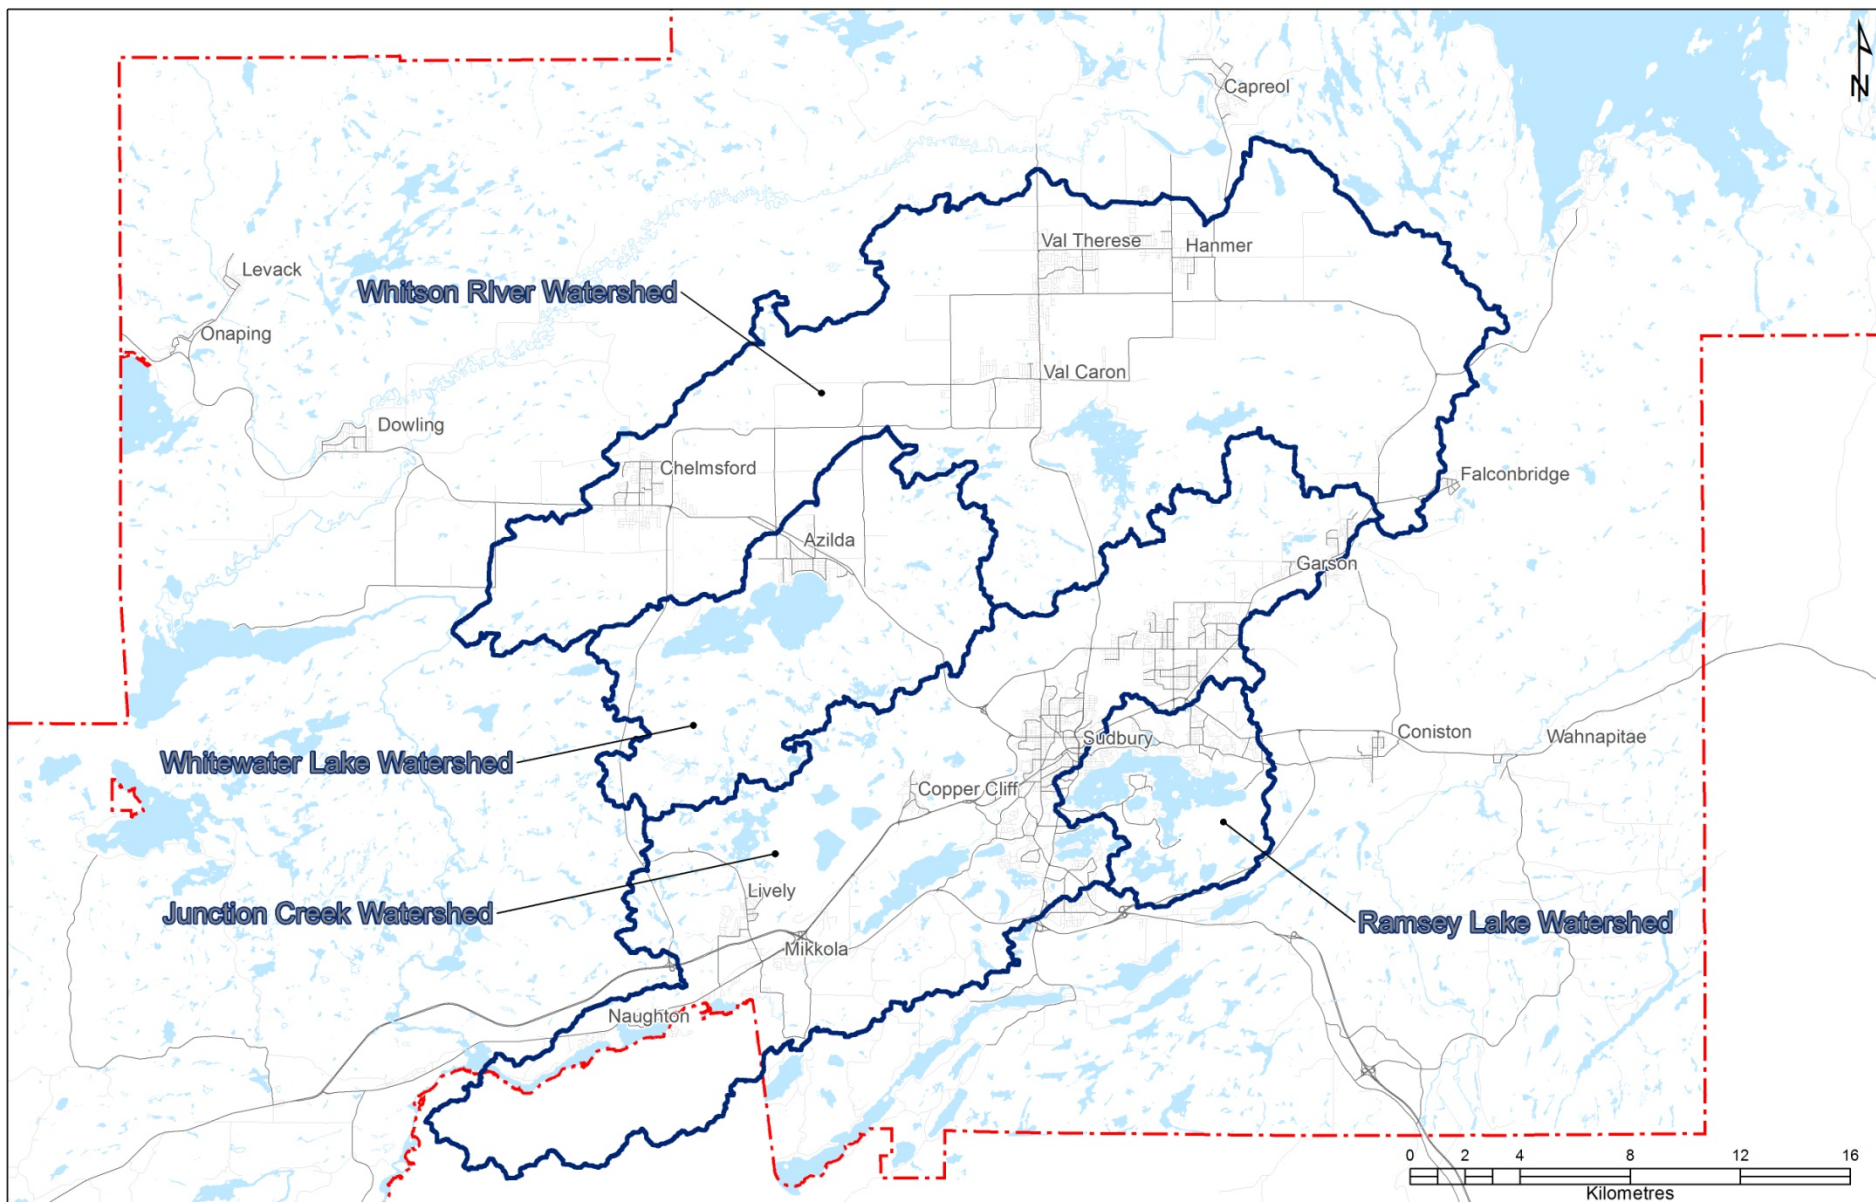 N
Capreol
Val Therese
Hanmer
Levack
Whitson RIver Watershed
Onaping
Val Caron
Dowling
Chelmsford
Falconbridge
Azilda
Garson
Sudbury
Coniston
Wahnapitae
Whitewater Lake Watershed
Copper Cliff
Lively
Junction Creek Watershed
Ramsey Lake Watershed
Mikkola
Naughton
0 2 4 8 12 16
Kilometres